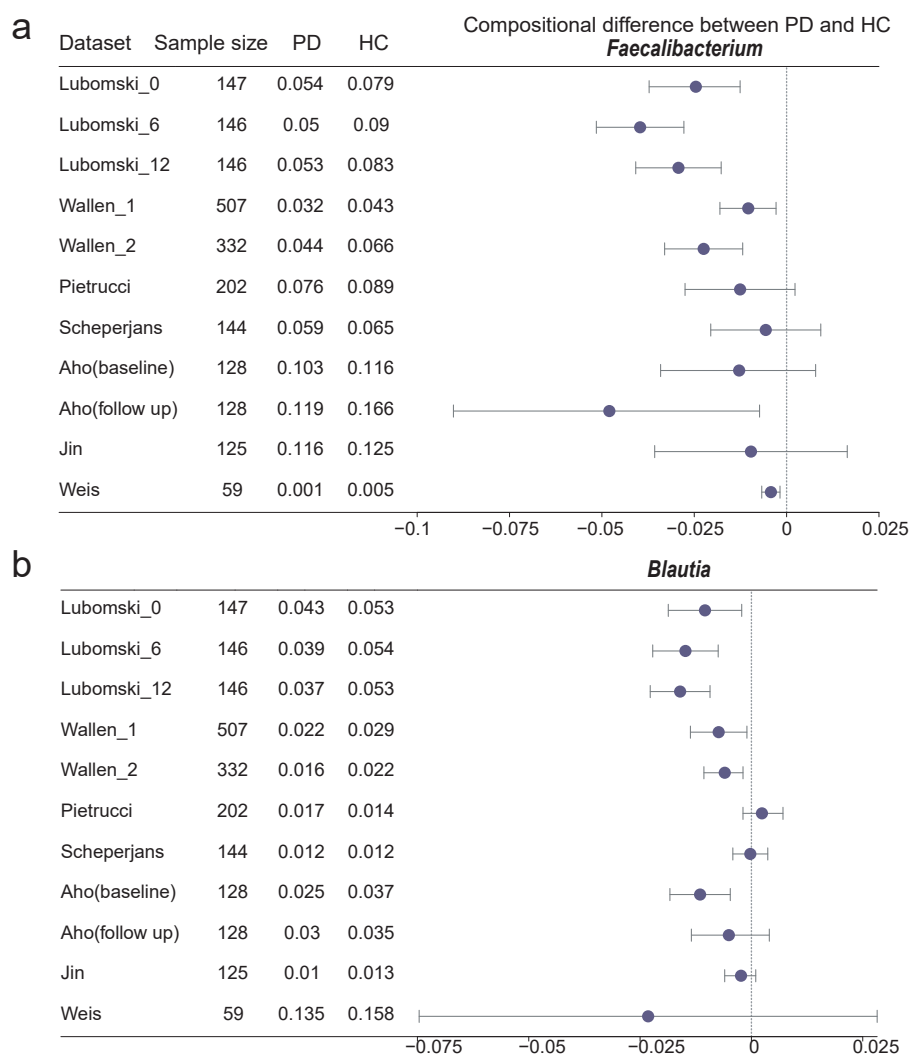 a
Compositional difference between PD and HC
Dataset Sample size PD HC
Faecalibacterium
Lubomski_0 147 0.054 0.079
Lubomski_6 146 0.05 0.09
Lubomski_12 146 0.053 0.083
Wallen_1 507 0.032 0.043
Wallen_2 332 0.044 0.066
Pietrucci 202 0.076 0.089
Scheperjans 144 0.059 0.065
Aho(baseline) 128 0.103 0.116
Aho(follow up) 128 0.119 0.166
Jin 125 0.116 0.125
Weis 59 0.001 0.005
−0.1 −0.075 −0.05 −0.025 0 0.025
b
Blautia
Lubomski_0 147 0.043 0.053
Lubomski_6 146 0.039 0.054
Lubomski_12 146 0.037 0.053
Wallen_1 507 0.022 0.029
Wallen_2 332 0.016 0.022
Pietrucci 202 0.017 0.014
Scheperjans 144 0.012 0.012
Aho(baseline) 128 0.025 0.037
Aho(follow up) 128 0.03 0.035
Jin 125 0.01 0.013
Weis 59 0.135 0.158
−0.075 −0.05 −0.025 0 0.025